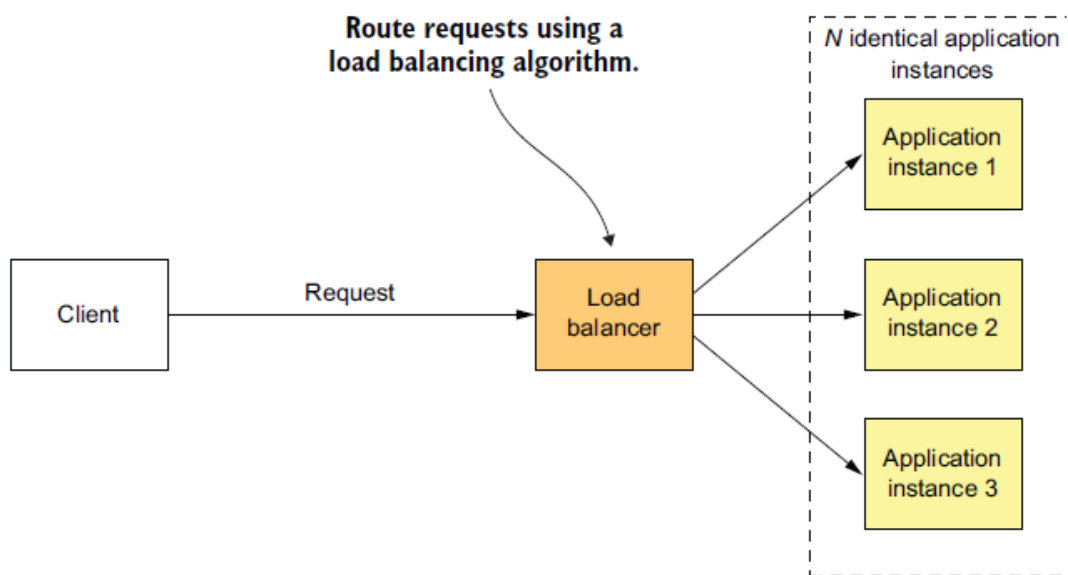 Route requests using a
load balancing algorithm.
N identical application
instances
Application
instance 1
Client
Request
Load
balancer
Application
instance 2
Application
instance 3